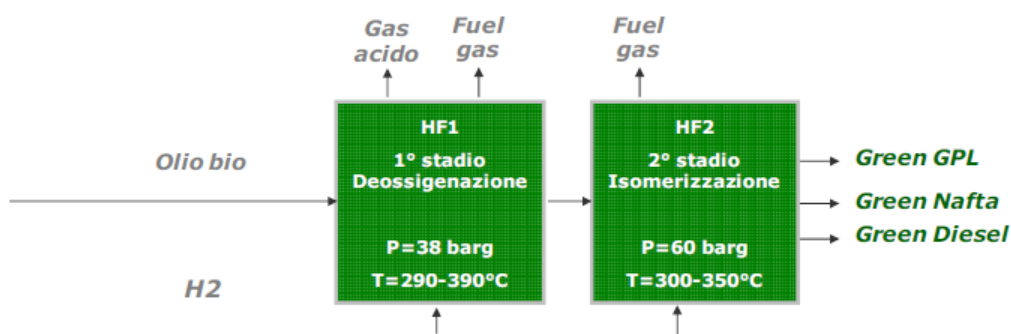 Gas
acido
Fuel
gas
Fuel
gas
Olio bio
H2
HF1
1° stadio
Deossigenazione
P=38 barg
T=290-390°C
HF2
2° stadio
Isomerizzazione
P=60 barg
T=300-350°C
Green GPL
Green Nafta
Green Diesel